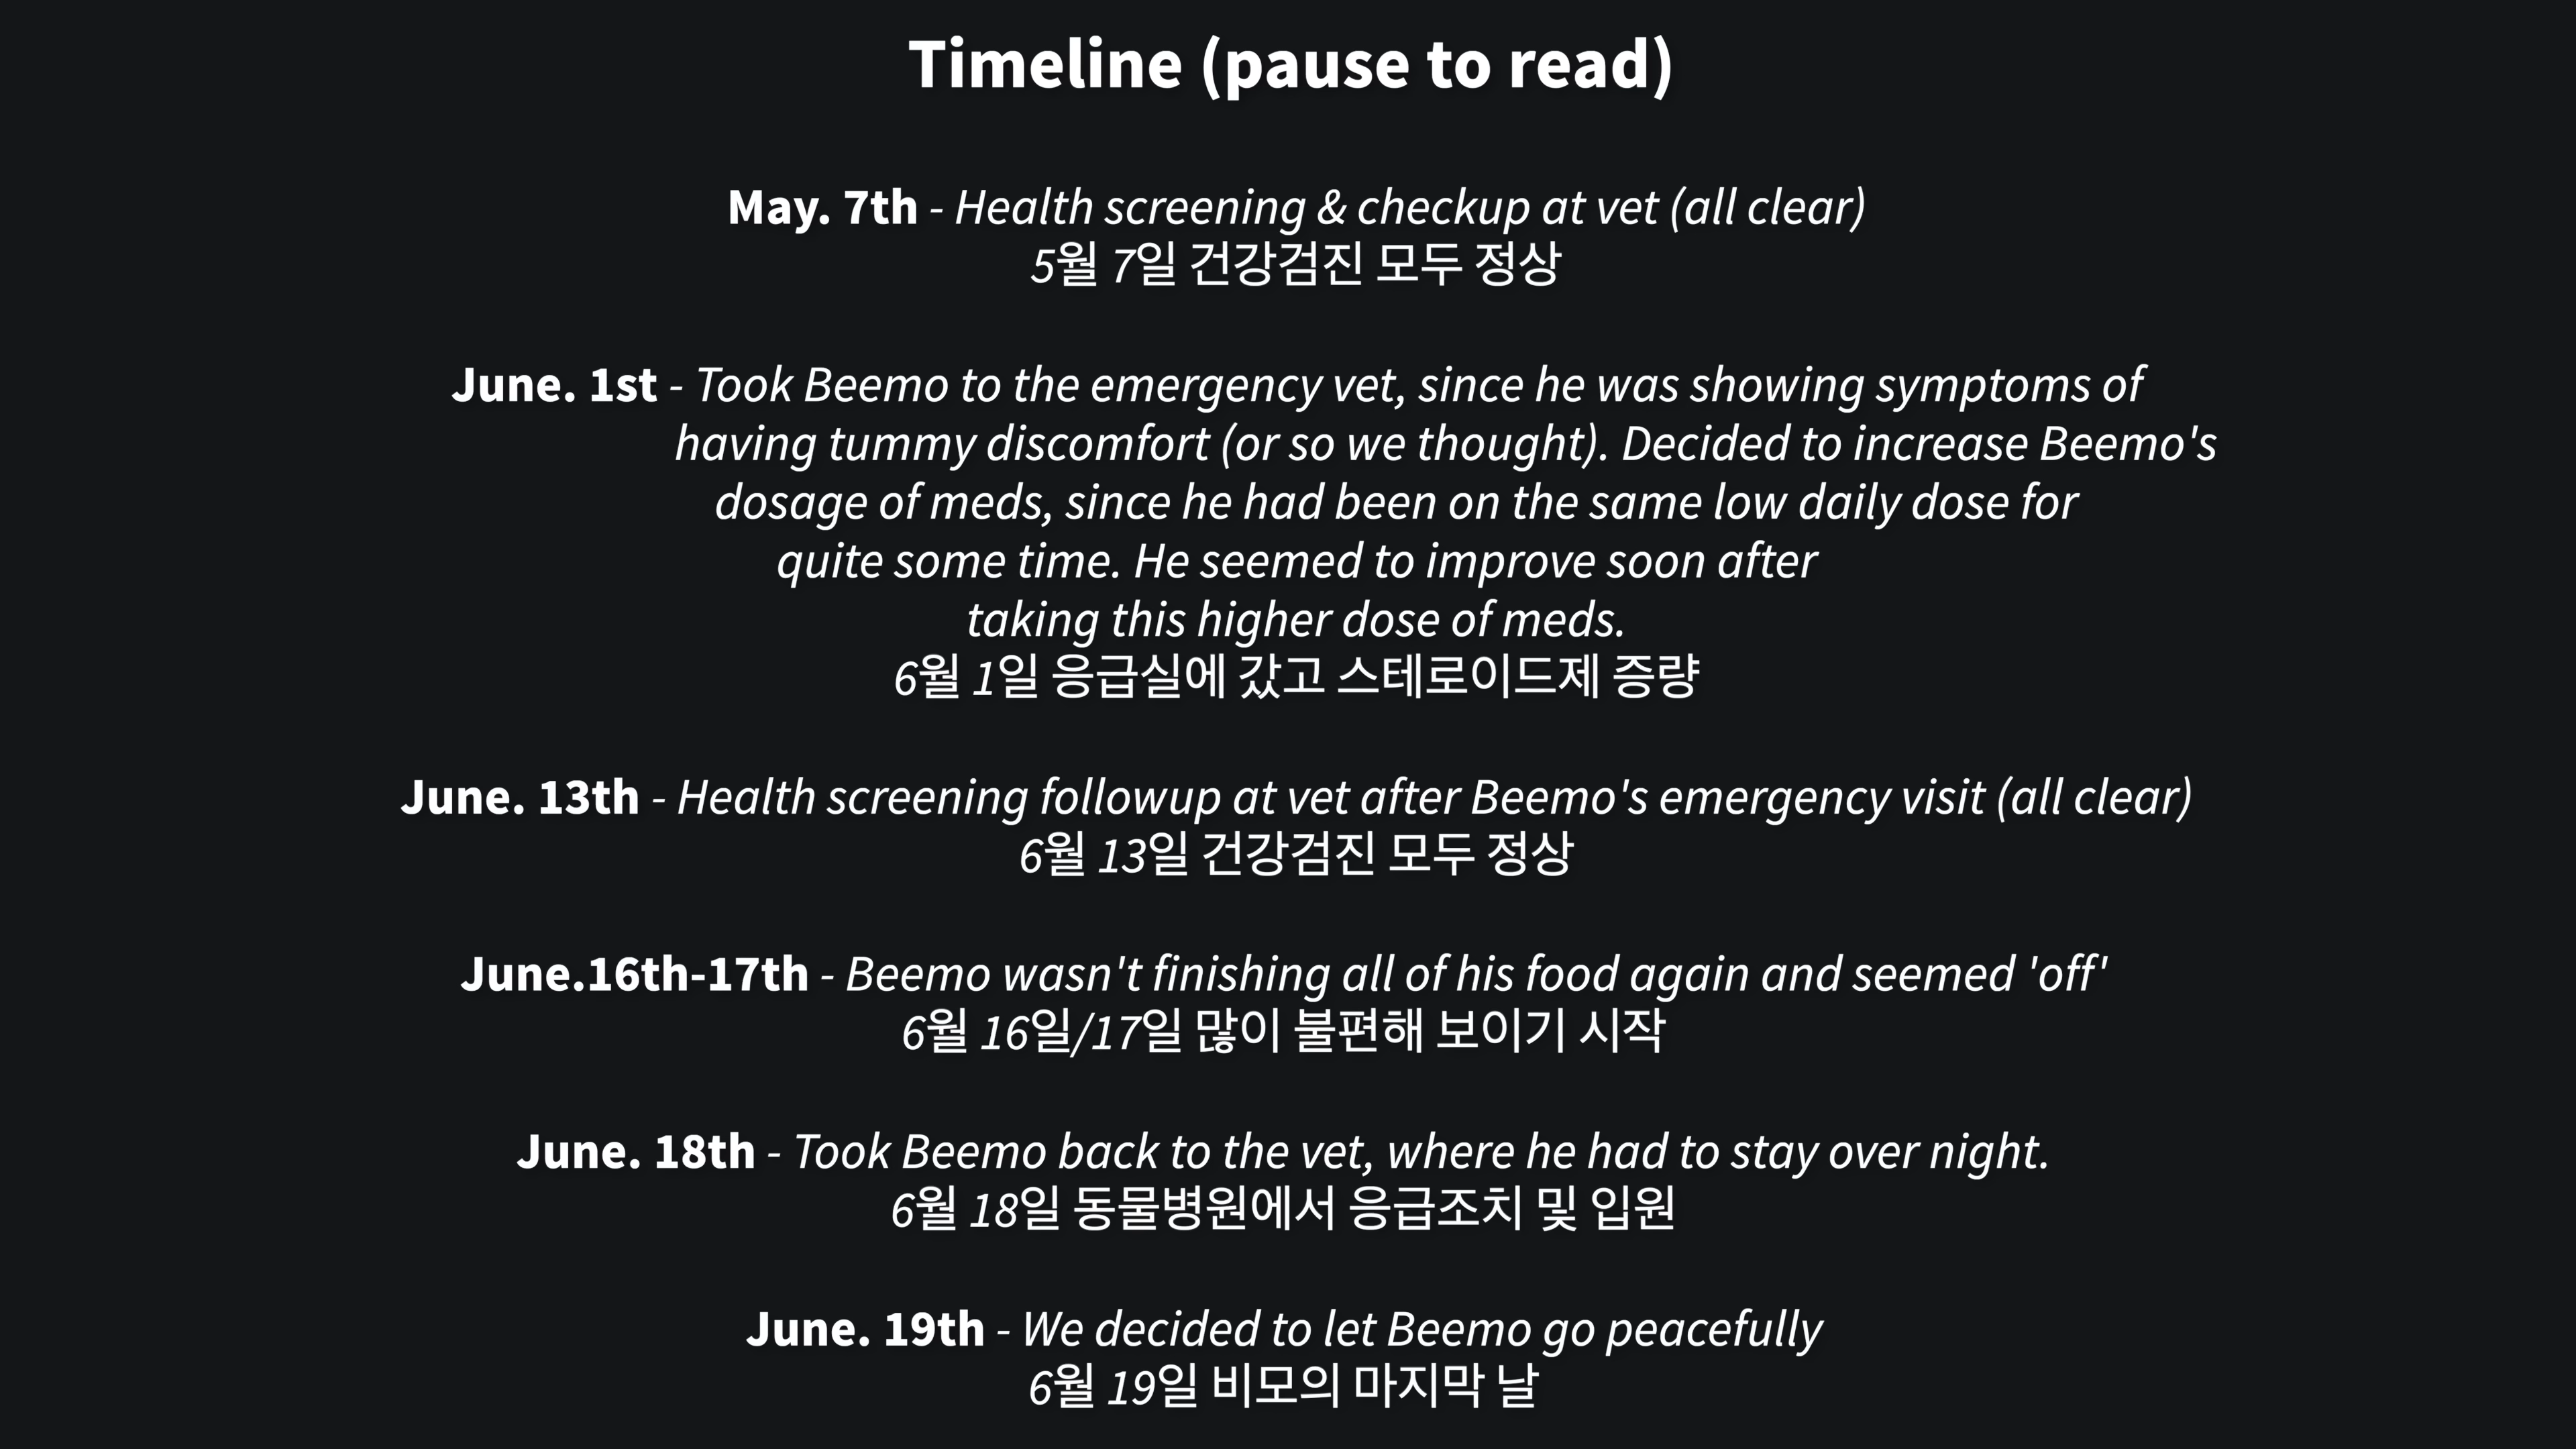 Timeline (pause to read)
May. 7th - Health screening & checkup at vet (all clear)
5월 7일 건강검진 모두 정상
June. 1st - Took Beemo to the emergency vet, since he was showing symptoms of
having tummy discomfort (or so we thought). Decided to increase Beemo's
dosage of meds, since he had been on the same low daily dose for
quite some time. He seemed to improve soon after
taking this higher dose of meds.
6월 1일 응급실에 갔고 스테로이드제 증량
June. 13th - Health screening followup at vet after Beemo's emergency visit (all clear)
6월 13일 건강검진 모두 정상
June.16th-17th - Beemo wasn't finishing all of his food again and seemed 'off'
6월 16일/17일 많이 불편해 보이기 시작
June. 18th - Took Beemo back to the vet, where he had to stay over night.
6월 18일 동물병원에서 응급조치 및 입원
June. 19th - We decided to let Beemo go peacefully
6월 19일 비모의 마지막 날